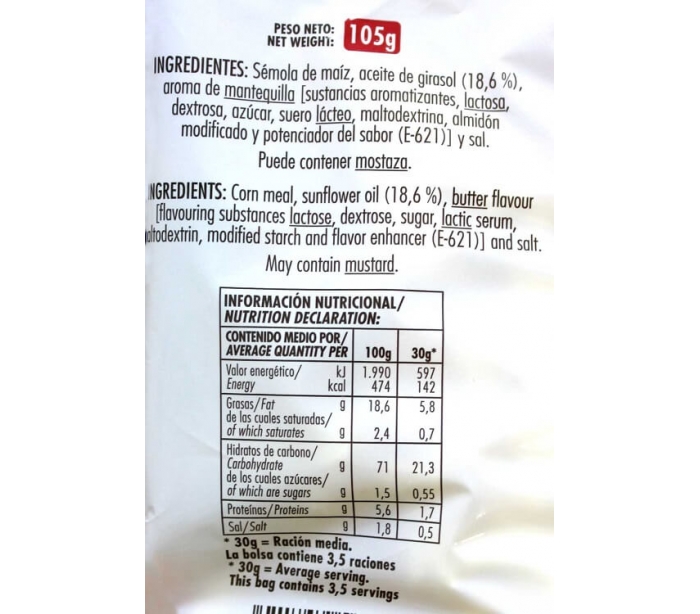 PESO NETO:
NET WEIGHT: 105g
INGREDIENTES: Sémola de maíz, aceite de girasol (18,6 %),
aroma de mantequilla [sustancias aromatizantes, lactosa,
dextrosa, azúcar, suero lácteo, maltodextrina, almidón
modificado y potenciador del sabor (E-621)] y sal.
Puede contener mostaza.
INGREDIENTS: Corn meal, sunflower oil (18,6 %), butter flavour
[flavouring substances lactose, dextrose, sugar, lactic serum,
maltodextrin, modified starch and flavor enhancer (E-621)] and salt.
May contain mustard.
INFORMACIÓN NUTRICIONAL/
NUTRITION DECLARATION:
CONTENIDO MEDIO POR/
AVERAGE QUANTITY PER 100g 30g*
Valor energético/ kJ 1.990 597
Energy kcal 474 142
Grasas/Fat g 18,6 5,8
de las cuales saturadas/
of which saturates g 2,4 0,7
Hidratos de carbono/
Carbohydrate g 71 21,3
de los cuales azúcares/
of which are sugars g 1,5 0,55
Proteínas/Proteins g 5,6 1,7
Sal/Salt g 1,8 0,5
* 30g = Ración media.
La bolsa contiene 3,5 raciones
* 30g = Average serving.
This bag contains 3,5 servings